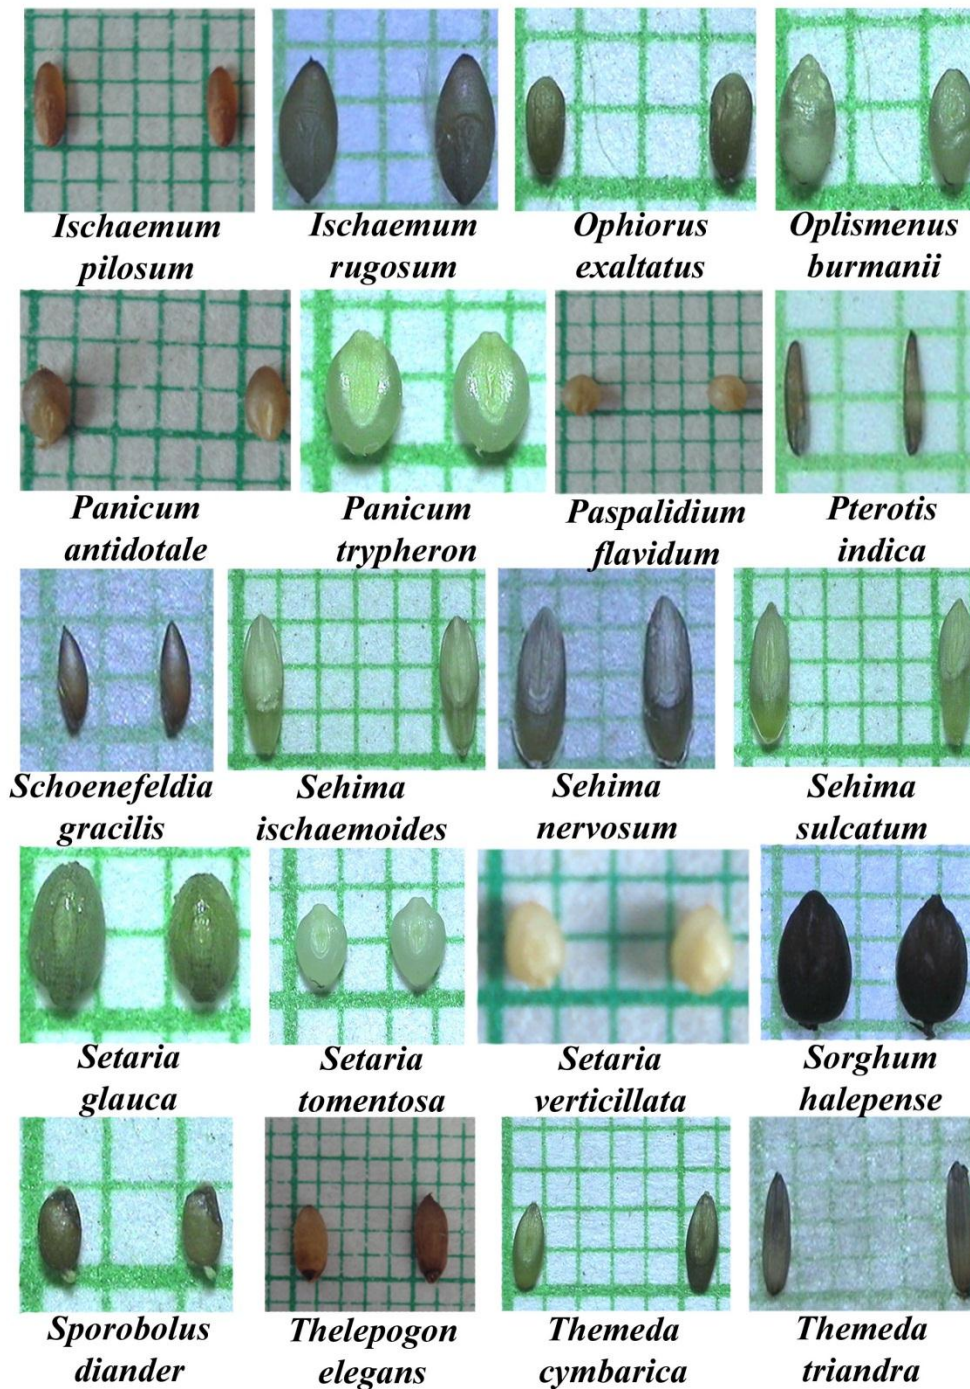 Ischaemum
pilosum
Ischaemum
rugosum
Ophiorus
exaltatus
Oplismenus
burmanii
Panicum
antidotale
Panicum
trypheron
Paspalidium
flavidum
Pterotis
indica
Schoenefeldia
gracilis
Sehima
ischaemoides
Sehima
nervosum
Sehima
sulcatum
Setaria
glauca
Setaria
tomentosa
Setaria
verticillata
Sorghum
halepense
Sporobolus
diander
Thelepogon
elegans
Themeda
cymbarica
Themeda
triandra